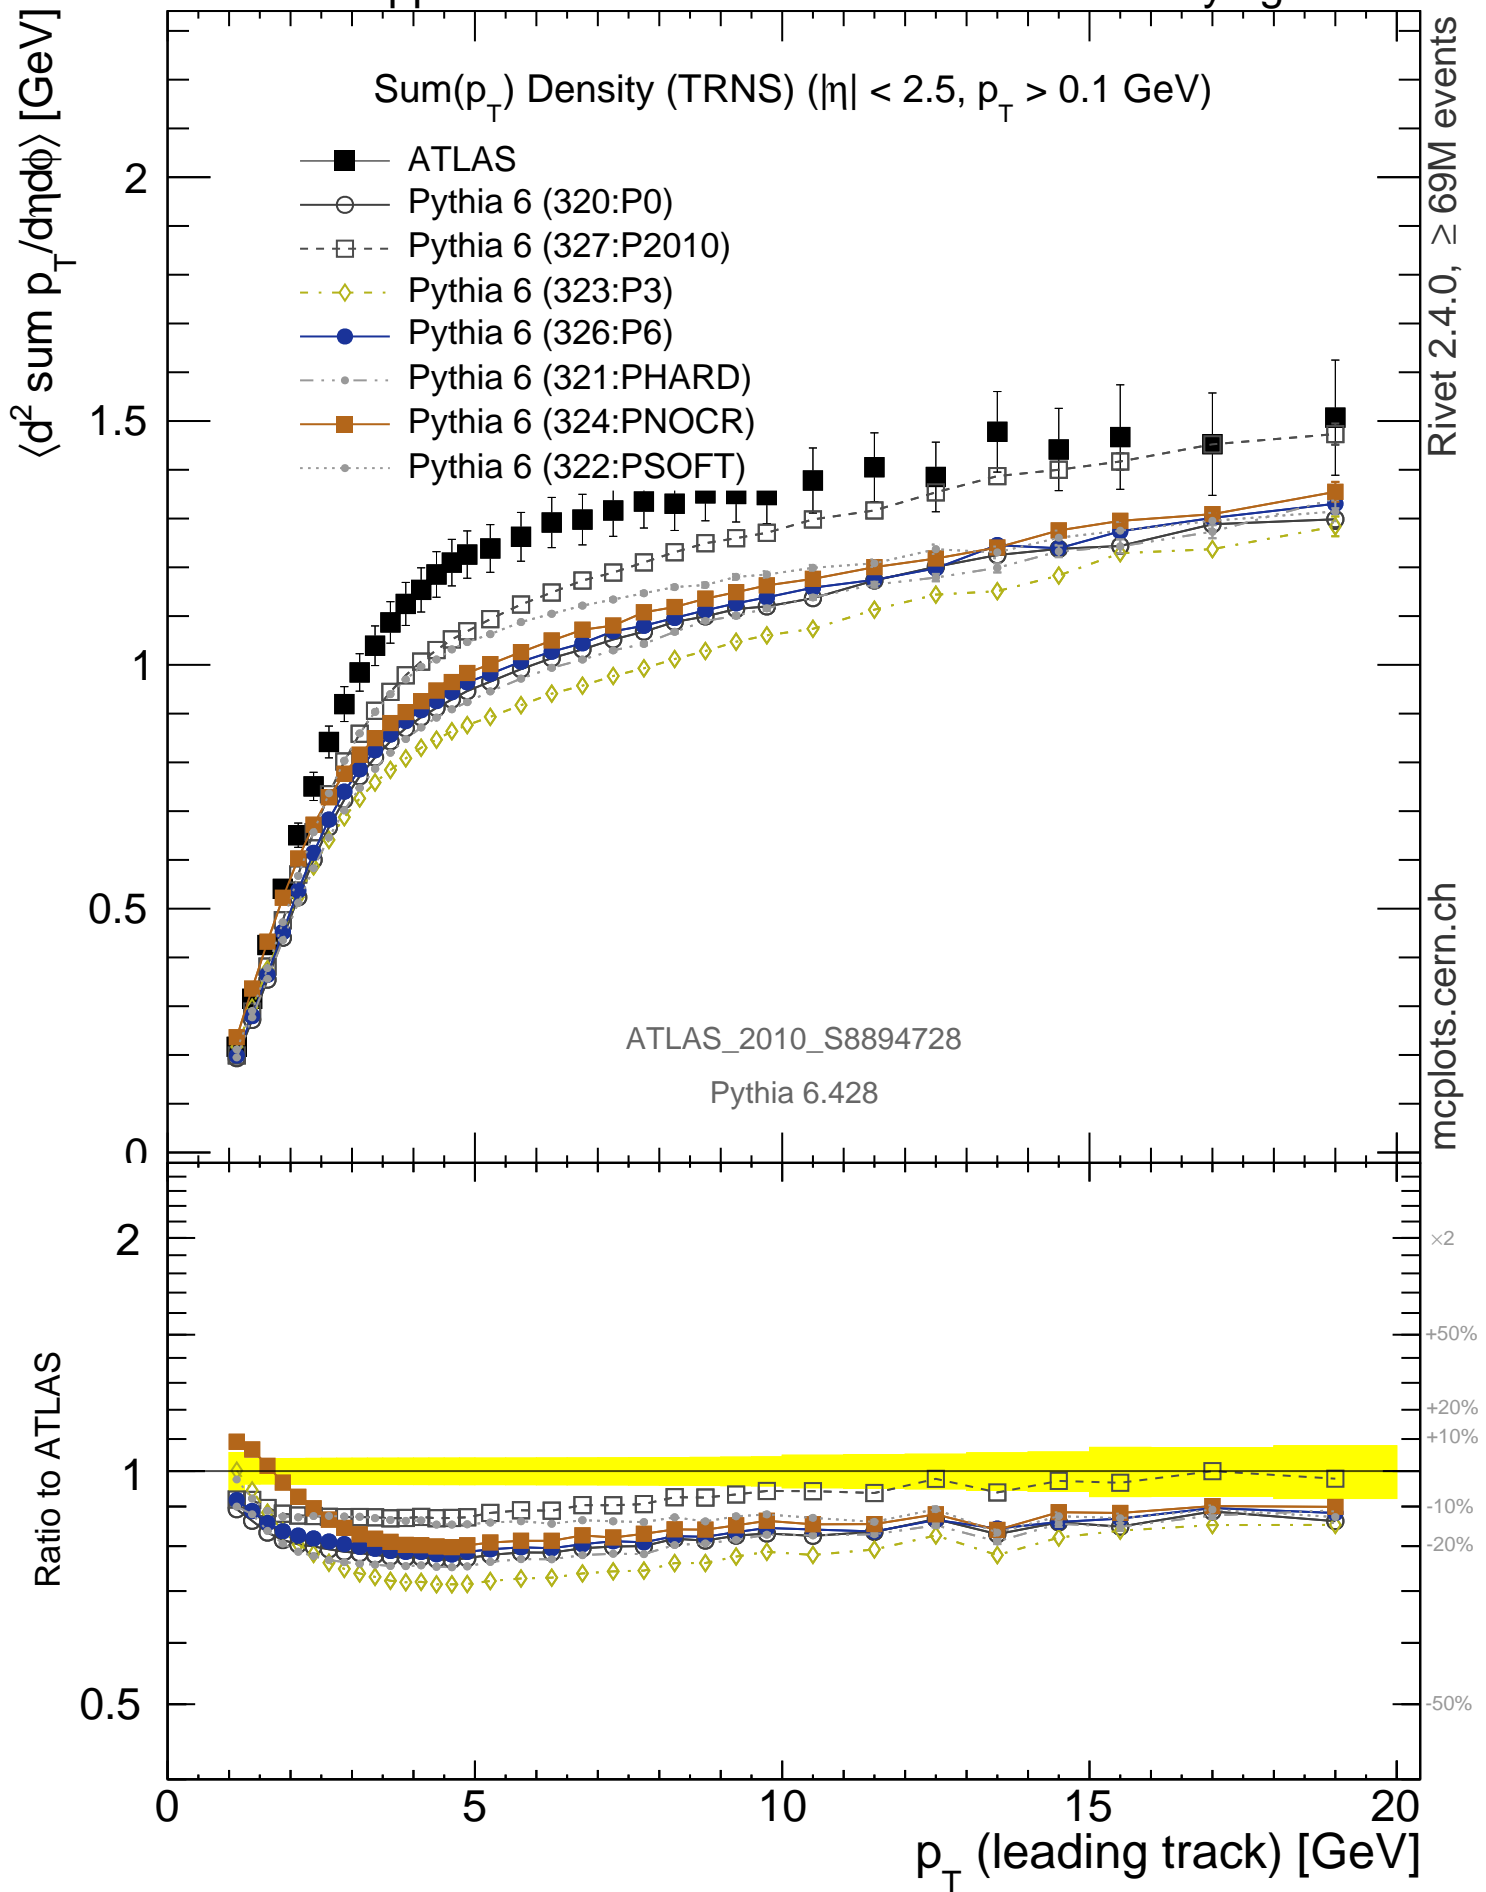 pp
Sum(p_T) Density (TRNS) (|η| < 2.5, p_T > 0.1 GeV)
ATLAS
Pythia 6 (320:P0)
Pythia 6 (327:P2010)
Pythia 6 (323:P3)
Pythia 6 (326:P6)
Pythia 6 (321:PHARD)
Pythia 6 (324:PNOCR)
Pythia 6 (322:PSOFT)
⟨d² sum p_T/dηdϕ⟩ [GeV]
2
1.5
1
0.5
0
ATLAS_2010_S8894728
Pythia 6.428
Rivet 2.4.0, ≥ 69M events
mcplots.cern.ch
Ratio to ATLAS
2
1
0.5
×2
+50%
+20%
+10%
-10%
-20%
-50%
0 5 10 15 20
p_T (leading track) [GeV]